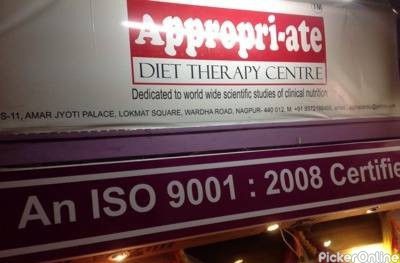 TM
Appropri-ate
DIET THERAPY CENTRE
Dedicated to world wide scientific studies of clinical nutrition
S-11, AMAR JYOTI PALACE, LOKMAT SQUARE, WARDHA ROAD, NAGPUR- 440 012, M
An ISO 9001 : 2008 Certifie
PickerOnline